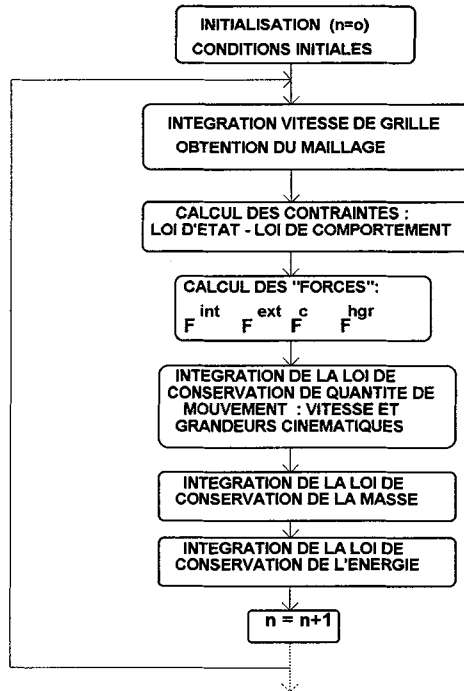 INITIALISATION (n=o)
CONDITIONS INITIALES
INTEGRATION VITESSE DE GRILLE
OBTENTION DU MAILLAGE
CALCUL DES CONTRAINTES :
LOI D'ETAT - LOI DE COMPORTEMENT
CALCUL DES "FORCES":
F int F ext F c F hgr
INTEGRATION DE LA LOI DE
CONSERVATION DE QUANTITE DE
MOUVEMENT : VITESSE ET
GRANDEURS CINEMATIQUES
INTEGRATION DE LA LOI DE
CONSERVATION DE LA MASSE
INTEGRATION DE LA LOI DE
CONSERVATION DE L'ENERGIE
n = n+1